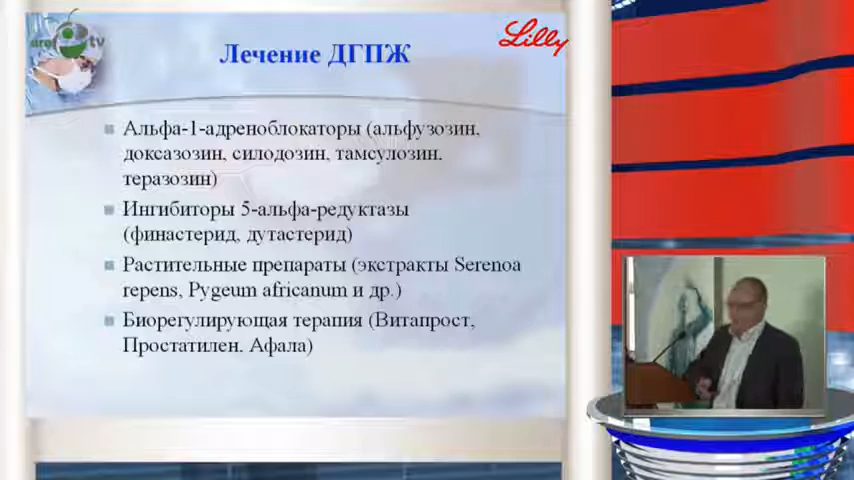 Лечение ДГПЖ
Lilly
Альфа-1-адреноблокаторы (альфузозин,
доксазозин, силодозин, тамсулозин.
теразозин)
Ингибиторы 5-альфа-редуктазы
(финастерид, дутастерид)
Растительные препараты (экстракты Serenoa
repens, Pygeum africanum и др.)
Биорегулирующая терапия (Витапрост,
Простатилен. Афала)